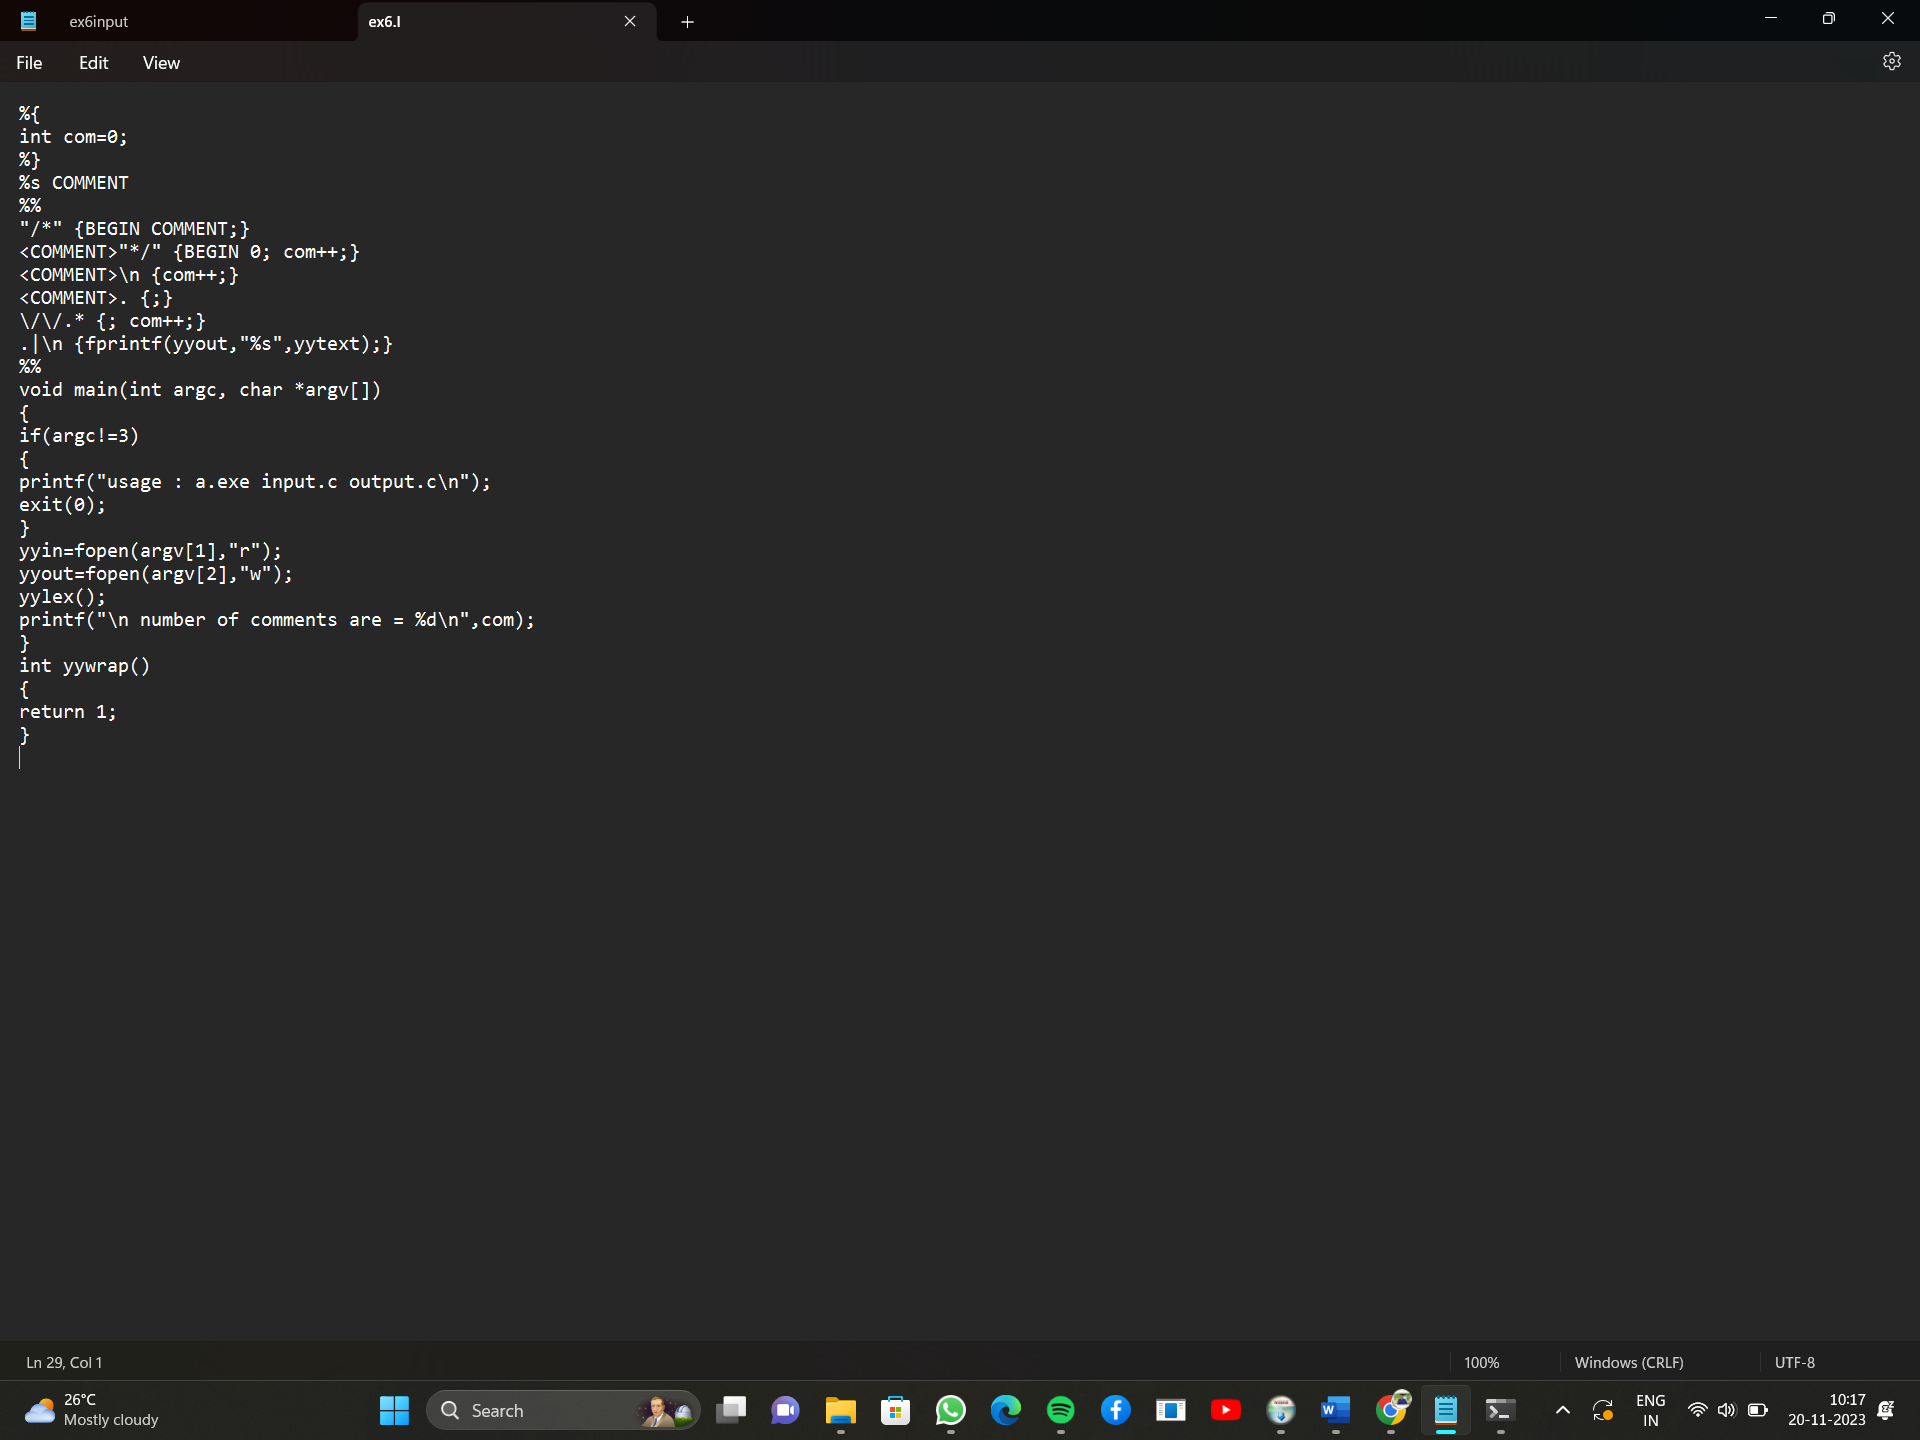 ex6input
ex6.l
File Edit View
%{
int com=0;
%}
%s COMMENT
%%
"/*" {BEGIN COMMENT;}
<COMMENT>"*/" {BEGIN 0; com++;}
<COMMENT>\n {com++;}
<COMMENT>. {;}
\/\/.* {; com++;}
.|\n {fprintf(yyout,"%s",yytext);}
%%
void main(int argc, char *argv[])
{
if(argc!=3)
{
printf("usage : a.exe input.c output.c\n");
exit(0);
}
yyin=fopen(argv[1],"r");
yyout=fopen(argv[2],"w");
yylex();
printf("\n number of comments are = %d\n",com);
}
int yywrap()
{
return 1;
}
Ln 29, Col 1
100%
Windows (CRLF)
UTF-8
26°C
Mostly cloudy
Search
ENG
IN
10:17
20-11-2023